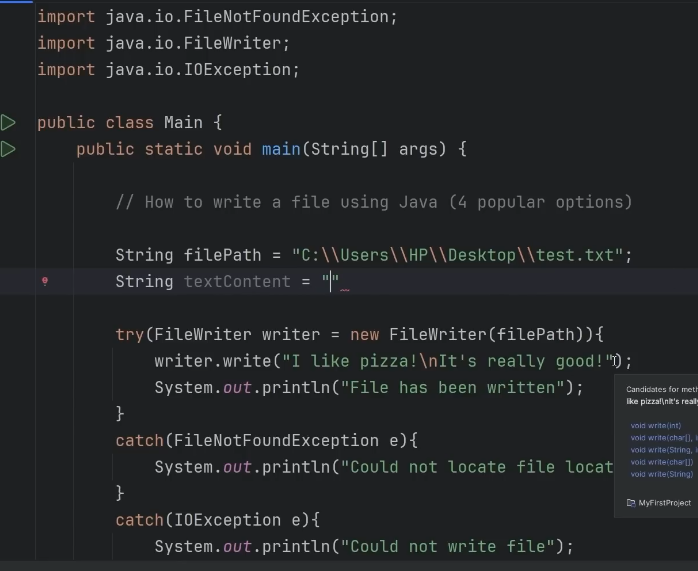 import java.io.FileNotFoundException;
import java.io.FileWriter;
import java.io.IOException;
public class Main {
public static void main(String[] args) {
// How to write a file using Java (4 popular options)
String filePath = "C:\\Users\\HP\\Desktop\\test.txt";
String textContent = ""
try(FileWriter writer = new FileWriter(filePath)){
writer.write("I like pizza!\nIt's really good!");
System.out.println("File has been written");
}
catch(FileNotFoundException e){
System.out.println("Could not locate file locat
}
catch(IOException e){
System.out.println("Could not write file");
Candidates for meth
like pizza!\nIt's really
void write(int)
void write(char[], i
void write(String, i
void write(char[])
void write(String)
MyFirstProject